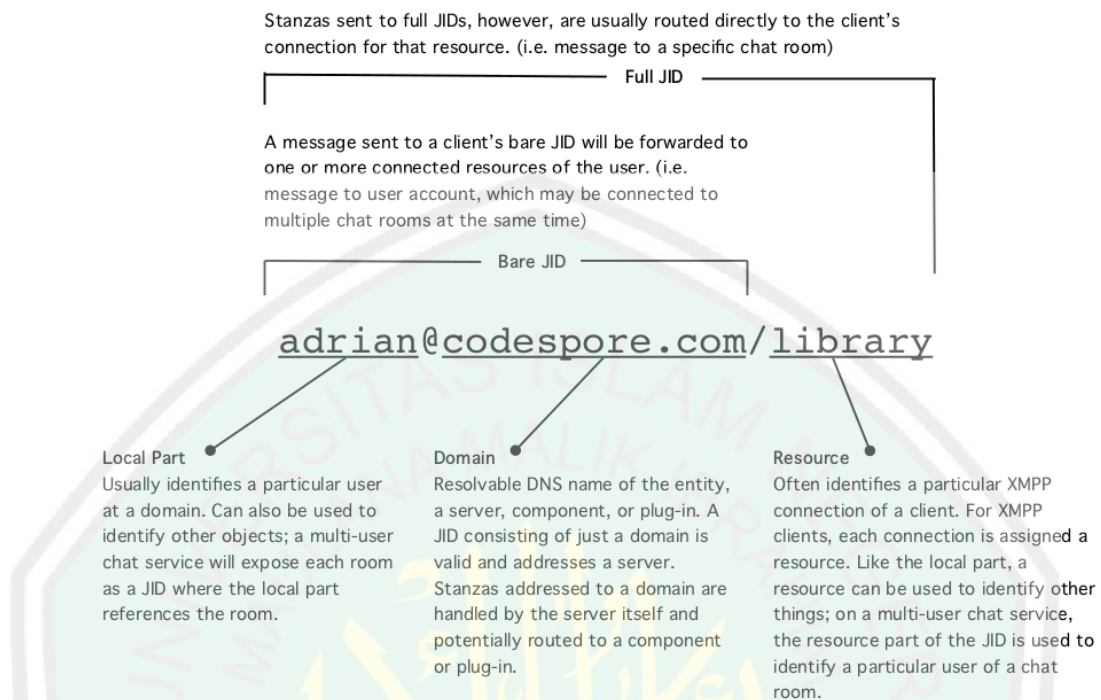 Stanzas sent to full JIDs, however, are usually routed directly to the client's
connection for that resource. (i.e. message to a specific chat room)
Full JID
A message sent to a client's bare JID will be forwarded to
one or more connected resources of the user. (i.e.
message to user account, which may be connected to
multiple chat rooms at the same time)
Bare JID
adrian@codespore.com/library
Local Part
Usually identifies a particular user
at a domain. Can also be used to
identify other objects; a multi-user
chat service will expose each room
as a JID where the local part
references the room.
Domain
Resolvable DNS name of the entity,
a server, component, or plug-in. A
JID consisting of just a domain is
valid and addresses a server.
Stanzas addressed to a domain are
handled by the server itself and
potentially routed to a component
or plug-in.
Resource
Often identifies a particular XMPP
connection of a client. For XMPP
clients, each connection is assigned a
resource. Like the local part, a
resource can be used to identify other
things; on a multi-user chat service,
the resource part of the JID is used to
identify a particular user of a chat
room.
UNIVERSITAS ISLAM
MAULANA MALIK IBRAHIM